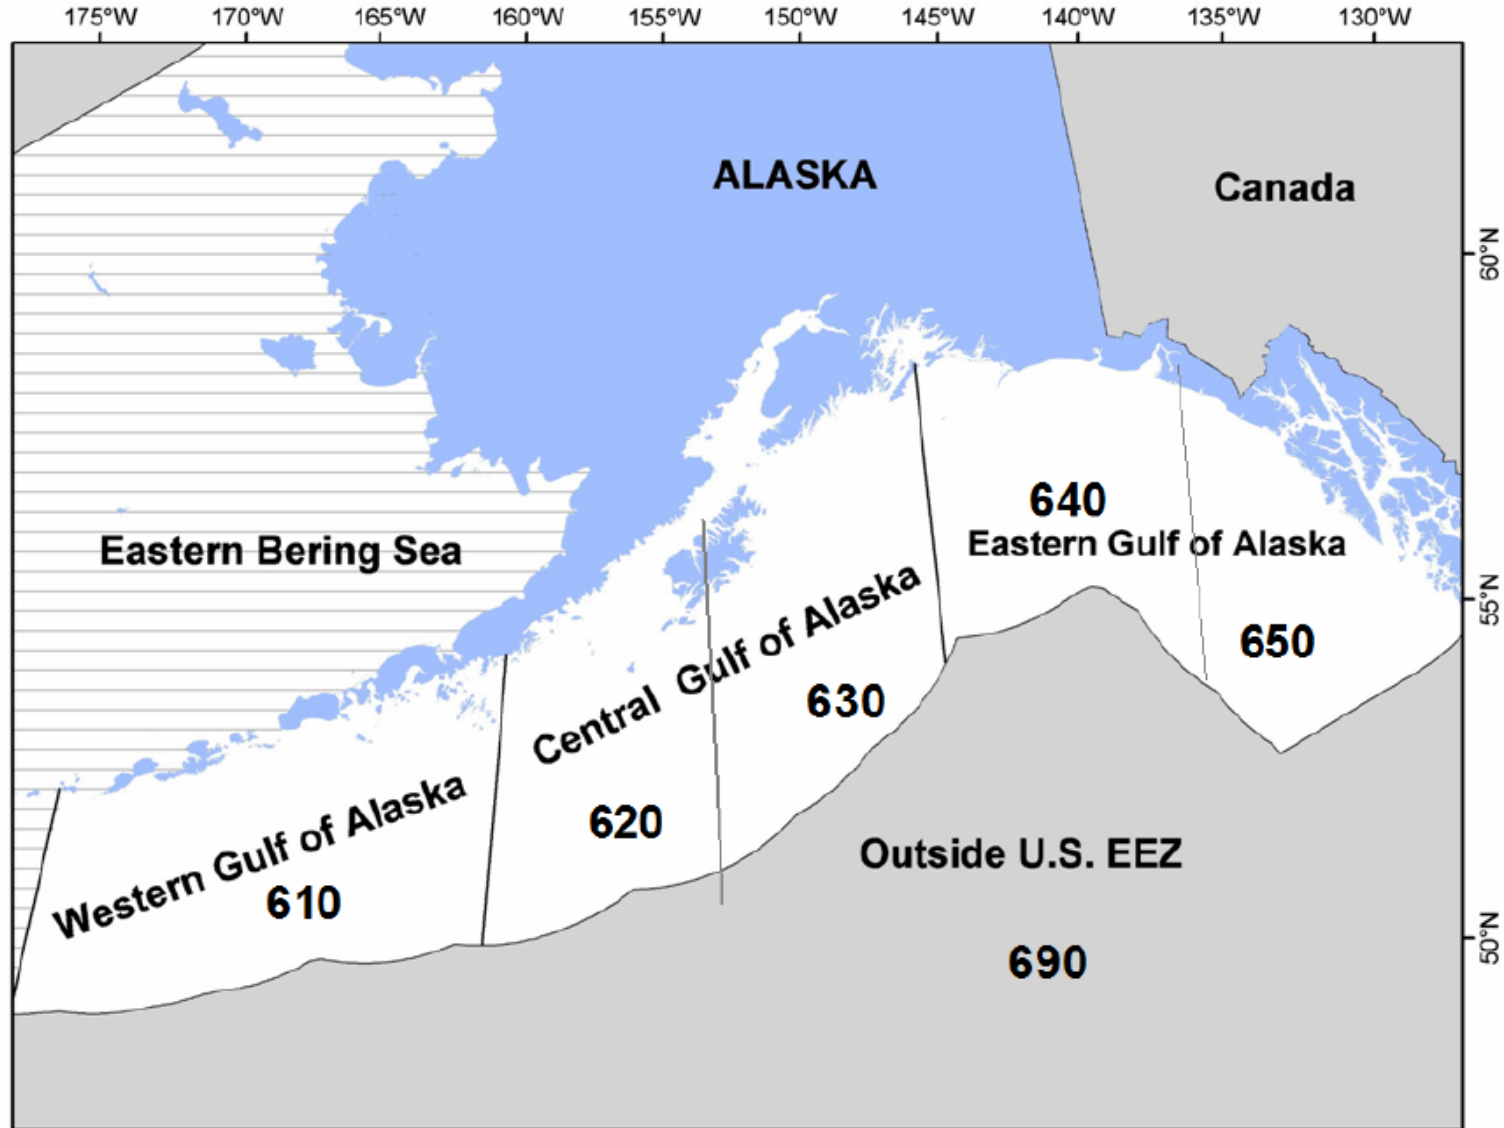 175°W 170°W 165°W 160°W 155°W 150°W 145°W 140°W 135°W 130°W
ALASKA
Canada
60°N
640
Eastern Gulf of Alaska
Eastern Bering Sea
55°N
650
Central Gulf of Alaska
630
620
Western Gulf of Alaska
610
Outside U.S. EEZ
50°N
690